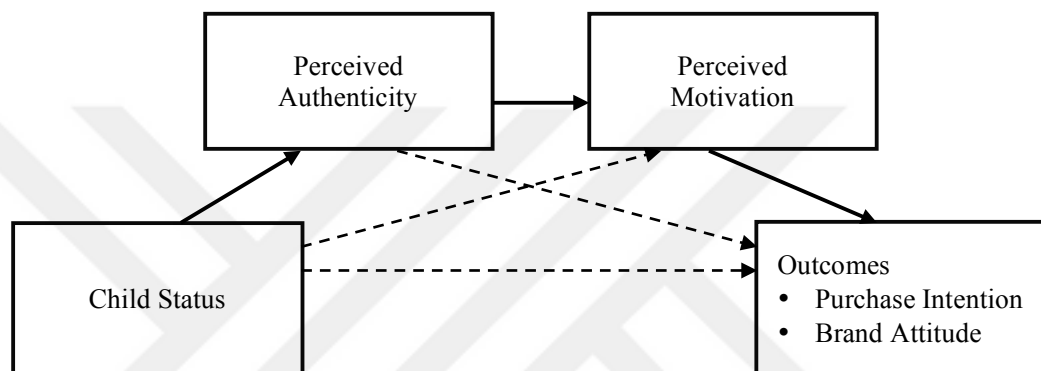 Perceived
Authenticity
Perceived
Motivation
Child Status
Outcomes
• Purchase Intention
• Brand Attitude